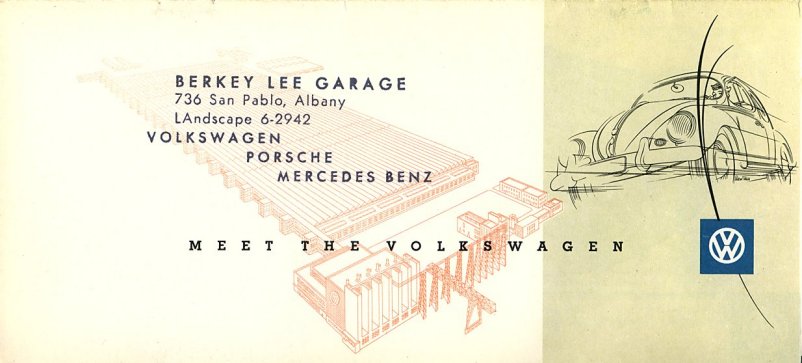 BERKEY LEE GARAGE
736 San Pablo, Albany
LAndscape 6-2942
VOLKSWAGEN
PORSCHE
MERCEDES BENZ
MEET THE VOLKSWAGEN
VW